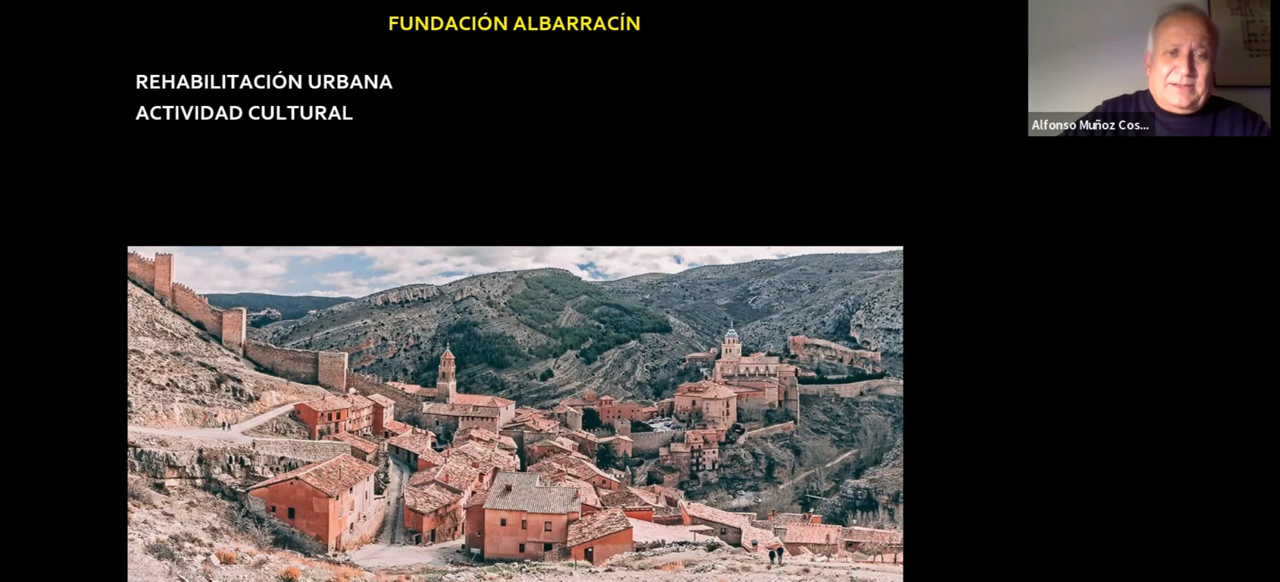 FUNDACIÓN ALBARRACÍN
REHABILITACIÓN URBANA
ACTIVIDAD CULTURAL
Alfonso Muñoz Cos...